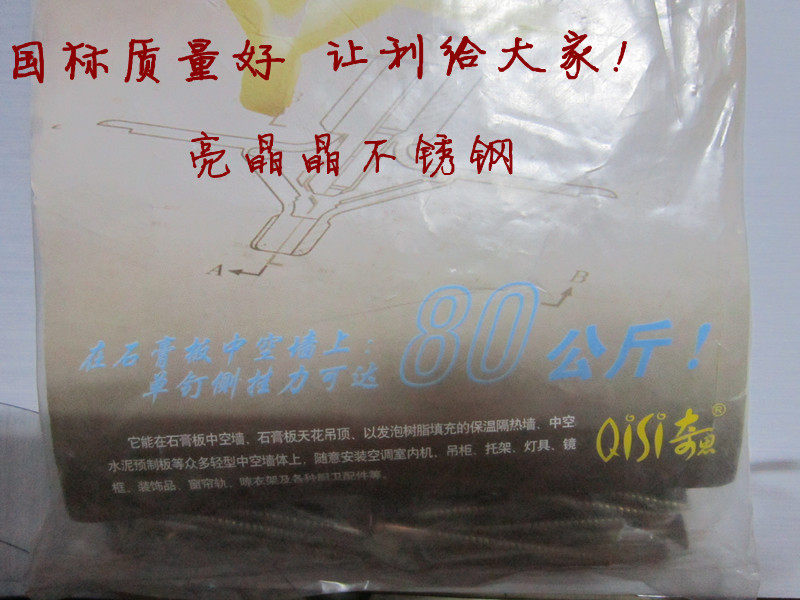 国标质量好 让利给大家!
亮晶晶不锈钢
A
B
在石膏板中空墙上:
单钉侧挂力可达
80公斤!
它能在石膏板中空墙、石膏板天花吊顶、以发泡树脂填充的保温隔热墙、中空
水泥预制板等众多轻型中空墙体上,随意安装空调室内机、吊柜、托架、灯具、镜
框、装饰品、窗帘轨、晾衣架及各种厨卫配件等。
QiSi奇思®